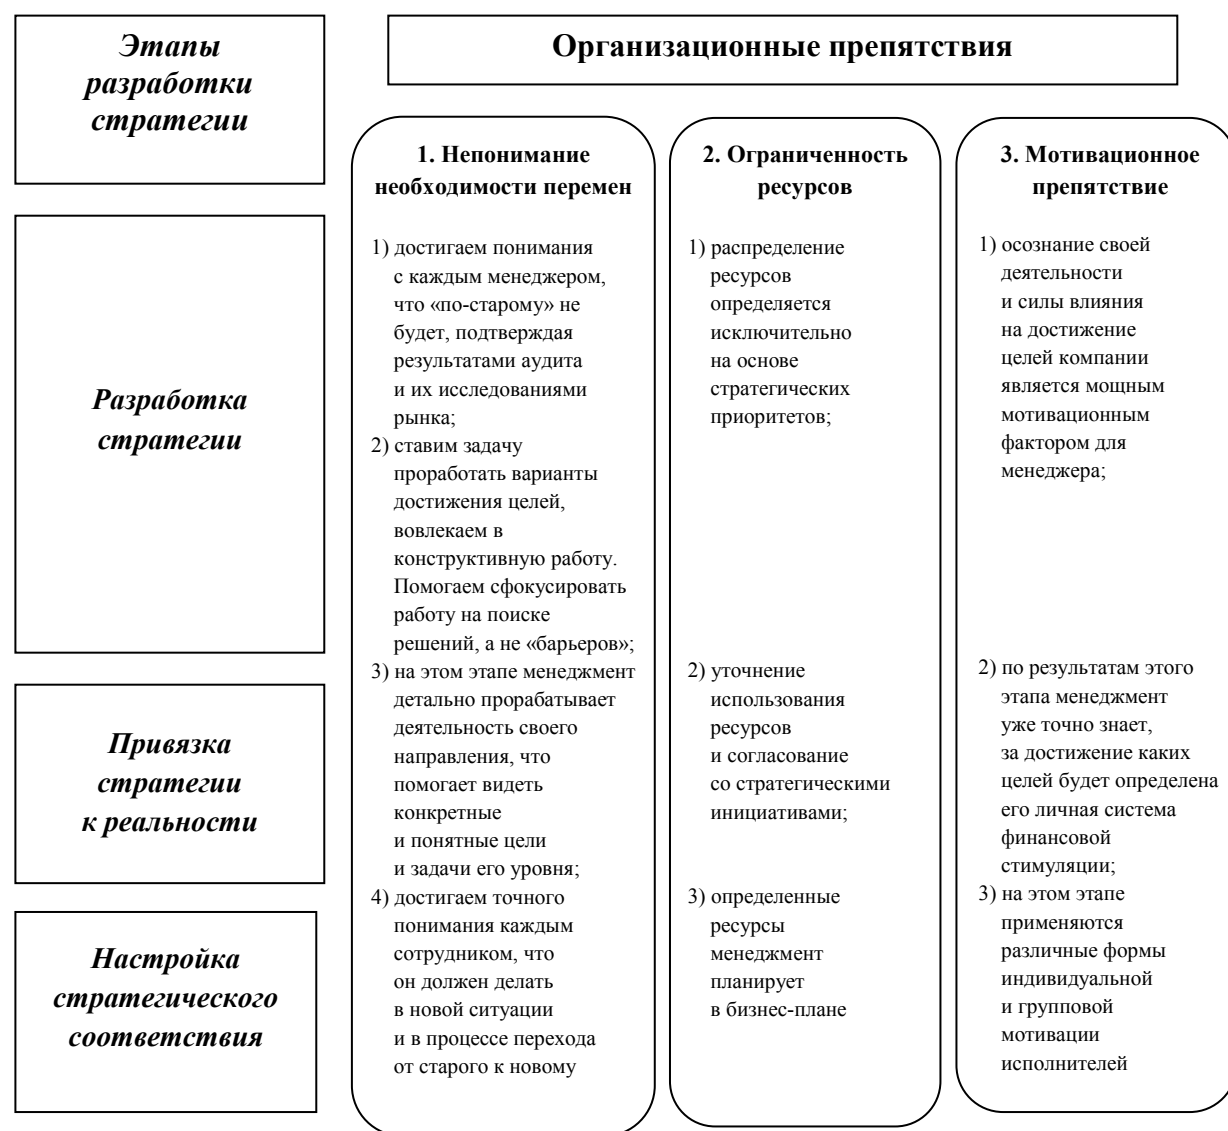 Этапы
разработки
стратегии
Организационные препятствия
1. Непонимание
необходимости перемен
2. Ограниченность
ресурсов
3. Мотивационное
препятствие
Разработка
стратегии
1) достигаем понимания
с каждым менеджером,
что «по-старому» не
будет, подтверждая
результатами аудита
и их исследованиями
рынка;
2) ставим задачу
проработать варианты
достижения целей,
вовлекаем в
конструктивную работу.
Помогаем сфокусировать
работу на поиске
решений, а не «барьеров»;
1) распределение
ресурсов
определяется
исключительно
на основе
стратегических
приоритетов;
1) осознание своей
деятельности
и силы влияния
на достижение
целей компании
является мощным
мотивационным
фактором для
менеджера;
Привязка
стратегии
к реальности
3) на этом этапе менеджмент
детально прорабатывает
деятельность своего
направления, что
помогает видеть
конкретные
и понятные цели
и задачи его уровня;
2) уточнение
использования
ресурсов
и согласование
со стратегическими
инициативами;
2) по результатам этого
этапа менеджмент
уже точно знает,
за достижение каких
целей будет определена
его личная система
финансовой
стимуляции;
Настройка
стратегического
соответствия
4) достигаем точного
понимания каждым
сотрудником, что
он должен делать
в новой ситуации
и в процессе перехода
от старого к новому
3) определенные
ресурсы
менеджмент
планирует
в бизнес-плане
3) на этом этапе
применяются
различные формы
индивидуальной
и групповой
мотивации
исполнителей